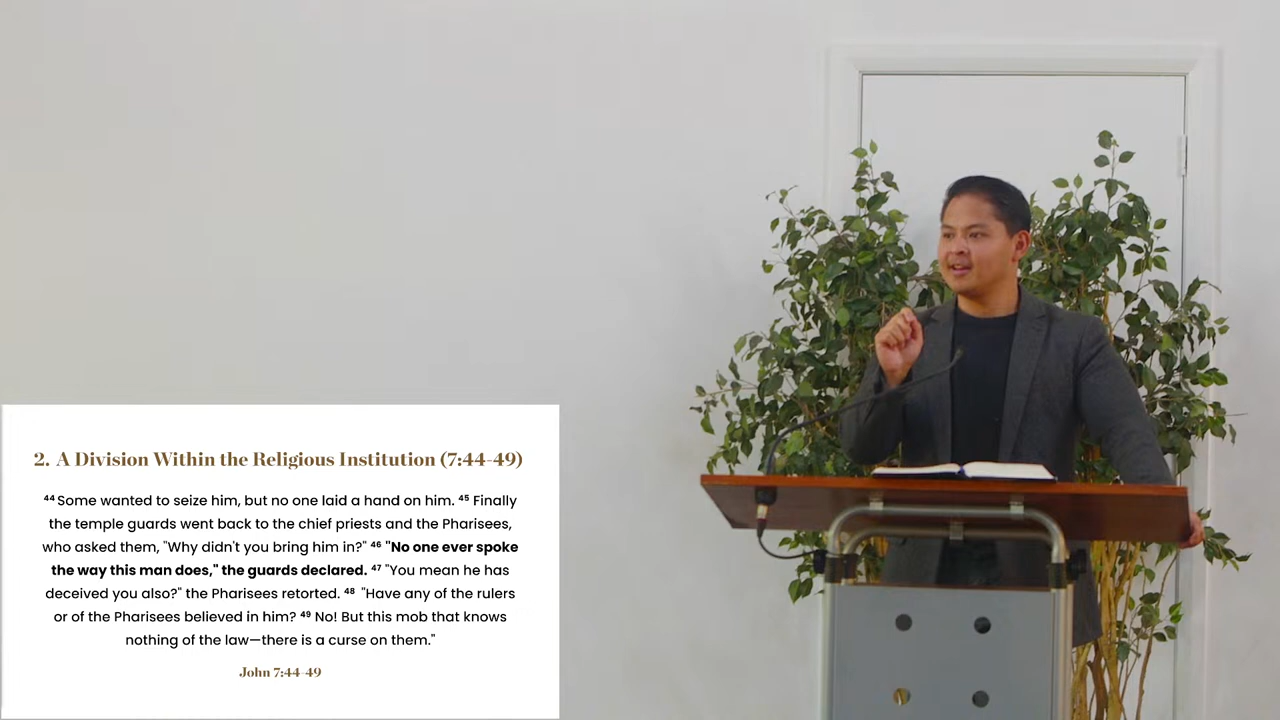 2. A Division Within the Religious Institution (7:44-49)
⁴⁴ Some wanted to seize him, but no one laid a hand on him. ⁴⁵ Finally
the temple guards went back to the chief priests and the Pharisees,
who asked them, "Why didn't you bring him in?" ⁴⁶ "No one ever spoke
the way this man does," the guards declared. ⁴⁷ "You mean he has
deceived you also?" the Pharisees retorted. ⁴⁸ "Have any of the rulers
or of the Pharisees believed in him? ⁴⁹ No! But this mob that knows
nothing of the law—there is a curse on them."
John 7:44-49